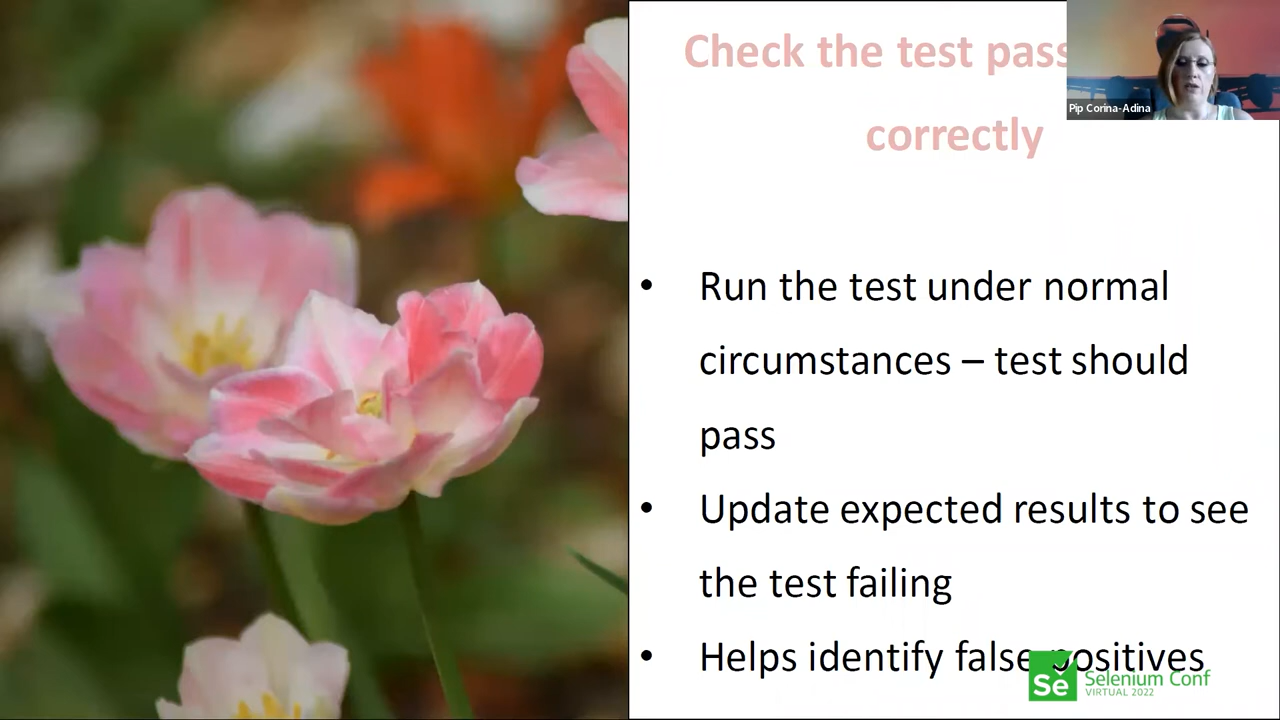 Check the test pass
correctly
Pip Corina-Adina
• Run the test under normal
circumstances – test should
pass
• Update expected results to see
the test failing
• Helps identify false positives
Se Selenium Conf
VIRTUAL 2022